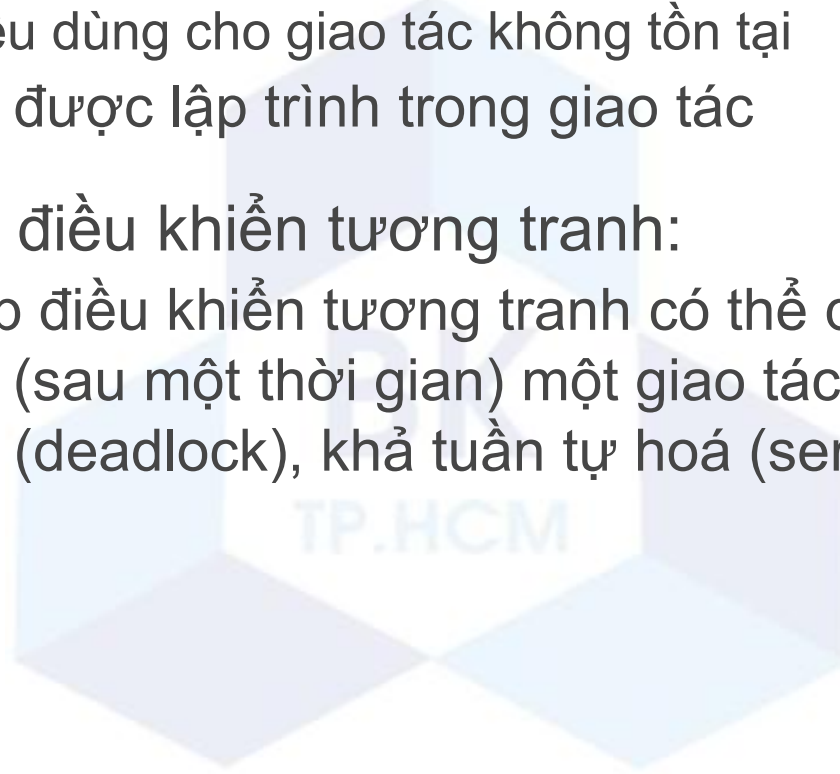 dùng cho giao tác không tồn tại
được lập trình trong giao tác
điều khiển tương tranh:
điều khiển tương tranh có thể
(sau một thời gian) một giao tác
(deadlock), khả tuần tự hoá
BK
TP.HCM